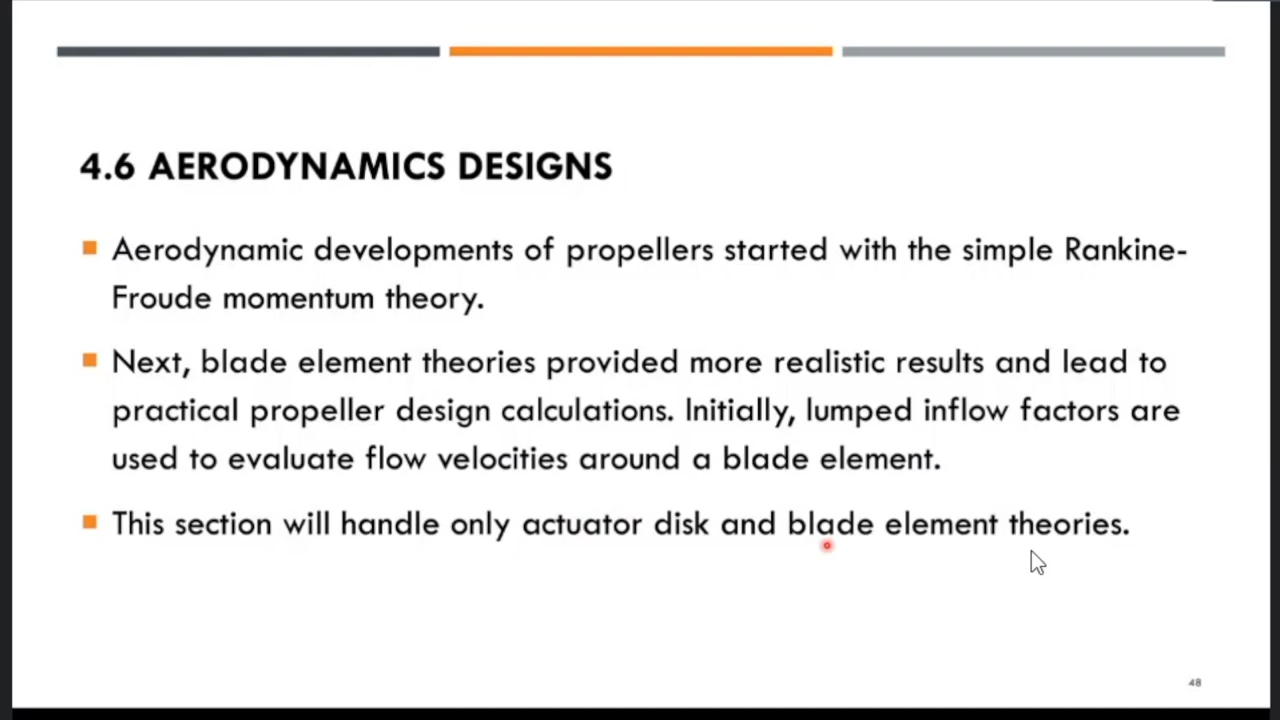 4.6 AERODYNAMICS DESIGNS
Aerodynamic developments of propellers started with the simple Rankine-
Froude momentum theory.
Next, blade element theories provided more realistic results and lead to
practical propeller design calculations. Initially, lumped inflow factors are
used to evaluate flow velocities around a blade element.
This section will handle only actuator disk and blade element theories.
48